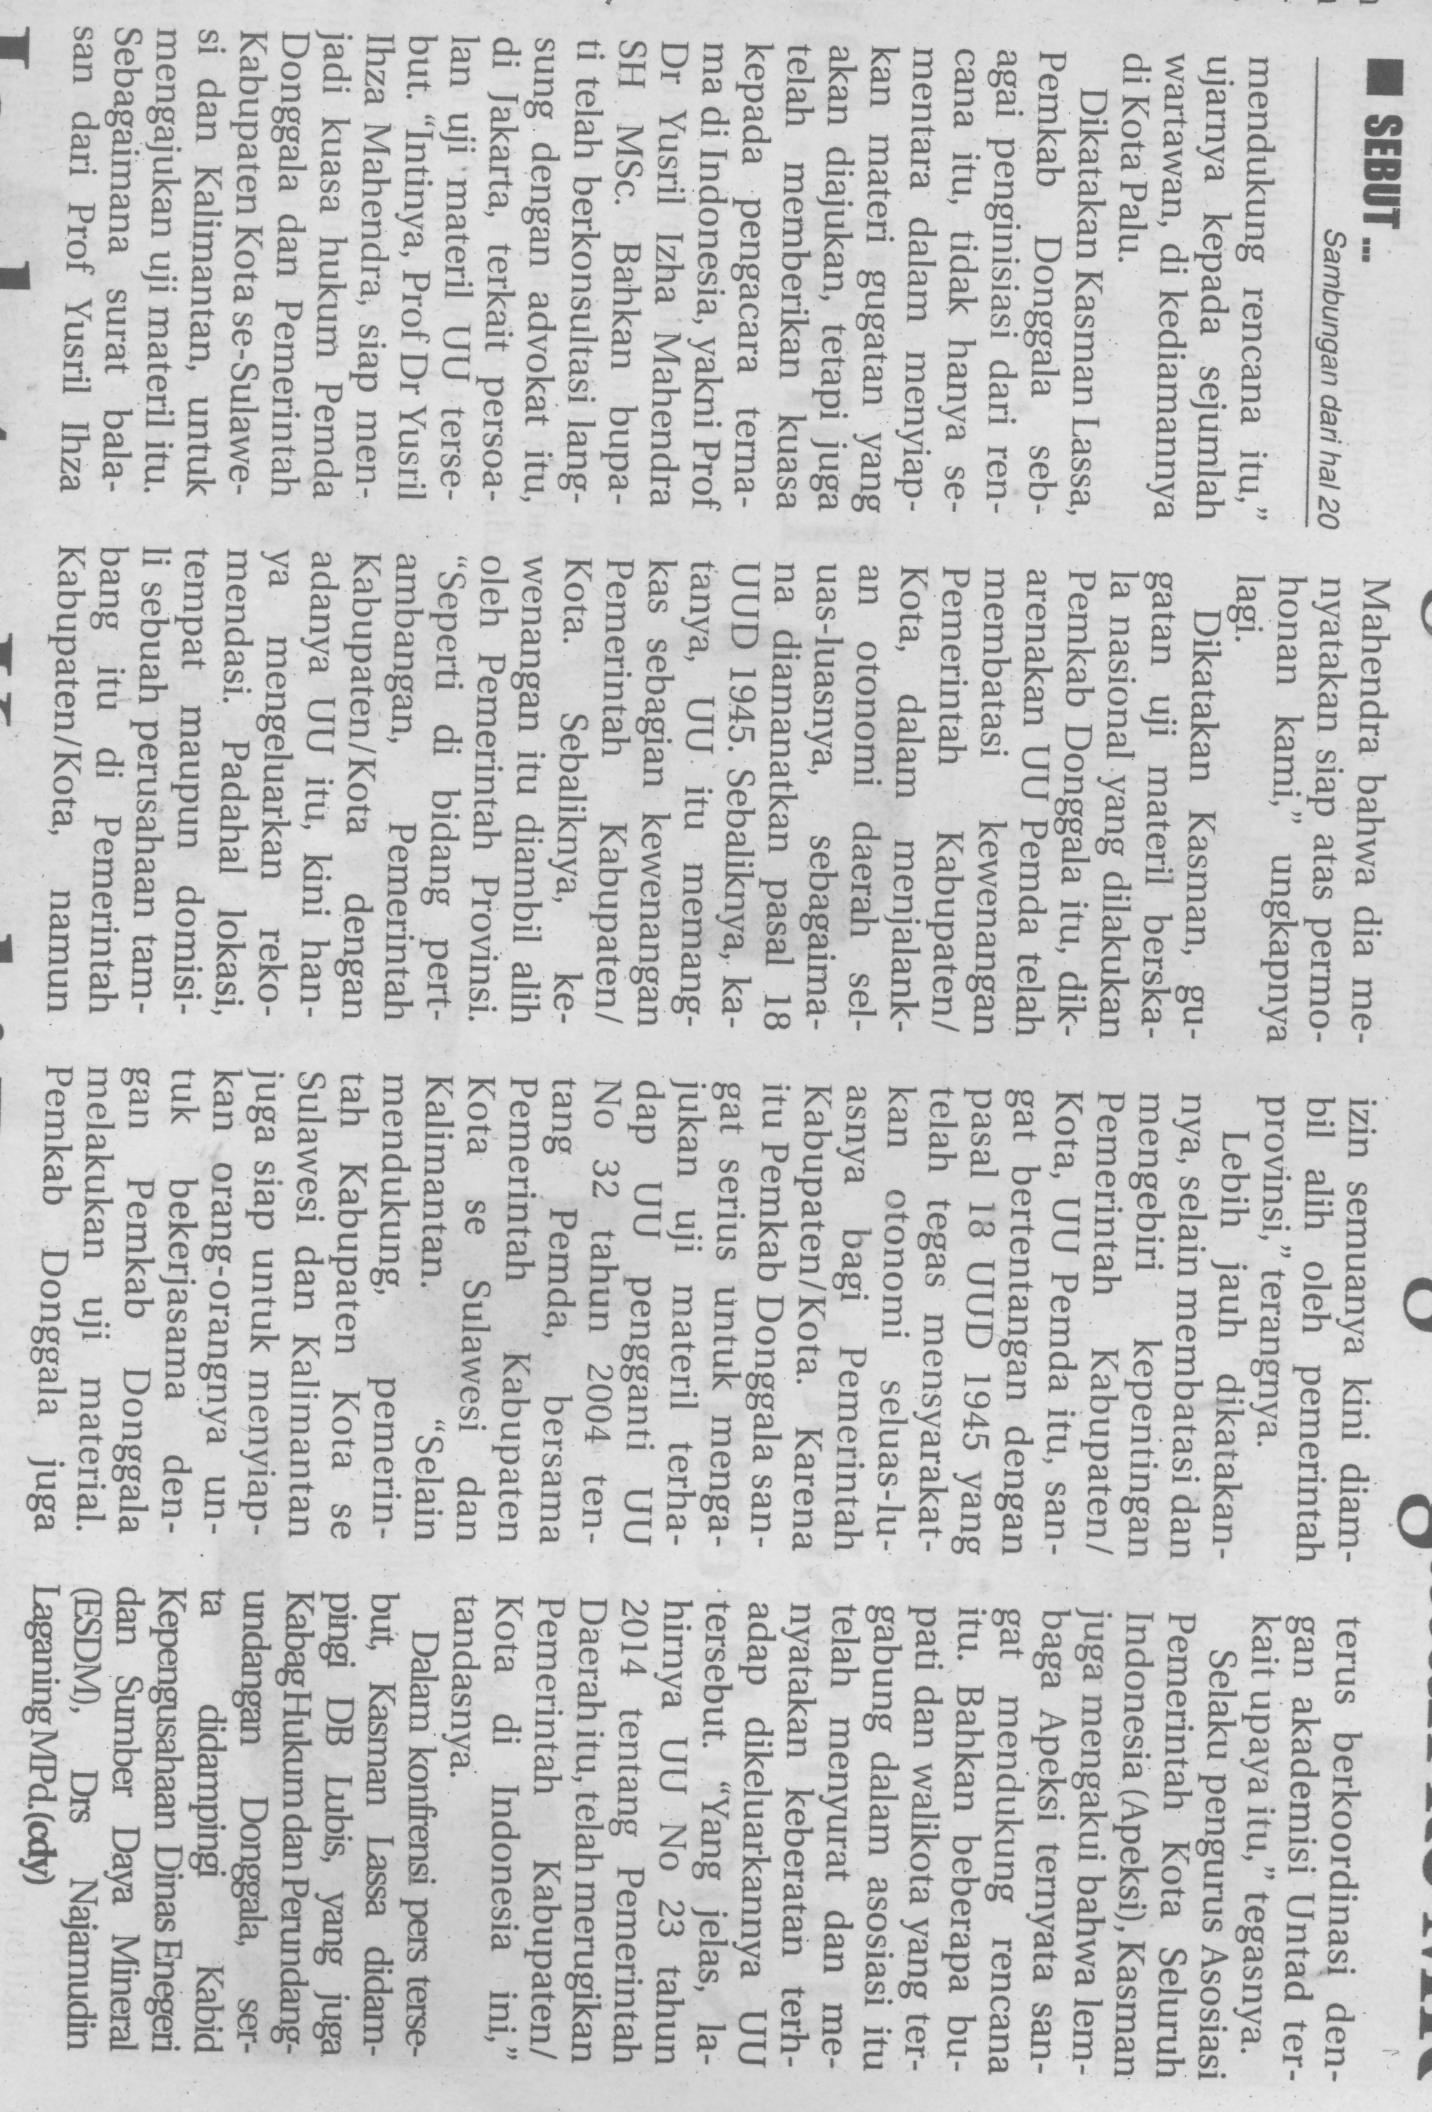 ■ SEBUT ...
Sambungan dari hal 20
mendukung rencana itu,"
ujarnya kepada sejumlah
wartawan, di kediamannya
di Kota Palu.
Dikatakan Kasman Lassa,
Pemkab Donggala seb-
agai penginisiasi dari ren-
cana itu, tidak hanya se-
mentara dalam menyiap-
kan materi gugatan yang
akan diajukan, tetapi juga
telah memberikan kuasa
kepada pengacara terna-
ma di Indonesia, yakni Prof
Dr Yusril Izha Mahendra
SH MSc. Bahkan bupa-
ti telah berkonsultasi lang-
sung dengan advokat itu,
di Jakarta, terkait persoa-
lan uji materil UU terse-
but. "Intinya, Prof Dr Yusril
Ihza Mahendra, siap men-
jadi kuasa hukum Pemda
Donggala dan Pemerintah
Kabupaten Kota se-Sulawe-
si dan Kalimantan, untuk
mengajukan uji materil itu.
Sebagaimana surat bala-
san dari Prof Yusril Ihza
Mahendra bahwa dia me-
nyatakan siap atas permo-
honan kami," ungkapnya
lagi.
Dikatakan Kasman, gu-
gatan uji materil berska-
la nasional yang dilakukan
Pemkab Donggala itu, dik-
arenakan UU Pemda telah
membatasi kewenangan
Pemerintah Kabupaten/
Kota, dalam menjalank-
an otonomi daerah sel-
uas-luasnya, sebagaima-
na diamanatkan pasal 18
UUD 1945. Sebaliknya, ka-
tanya, UU itu memang-
kas sebagian kewenangan
Pemerintah Kabupaten/
Kota. Sebaliknya, ke-
wenangan itu diambil alih
oleh Pemerintah Provinsi.
"Seperti di bidang pert-
ambangan, Pemerintah
Kabupaten/Kota dengan
adanya UU itu, kini han-
ya mengeluarkan reko-
mendasi. Padahal lokasi,
tempat maupun domisi-
li sebuah perusahaan tam-
bang itu di Pemerintah
Kabupaten/Kota, namun
izin semuanya kini diam-
bil alih oleh pemerintah
provinsi," terangnya.
Lebih jauh dikatakan-
nya, selain membatasi dan
mengebiri kepentingan
Pemerintah Kabupaten/
Kota, UU Pemda itu, san-
gat bertentangan dengan
pasal 18 UUD 1945 yang
telah tegas mensyarakat-
kan otonomi seluas-lu-
asnya bagi Pemerintah
Kabupaten/Kota. Karena
itu Pemkab Donggala san-
gat serius untuk menga-
jukan uji materil terha-
dap UU pengganti UU
No 32 tahun 2004 ten-
tang Pemda, bersama
Pemerintah Kabupaten
Kota se Sulawesi dan
Kalimantan. "Selain
mendukung, pemerin-
tah Kabupaten Kota se
Sulawesi dan Kalimantan
juga siap untuk menyiap-
kan orang-orangnya un-
tuk bekerjasama den-
gan Pemkab Donggala
melakukan uji material.
Pemkab Donggala juga
terus berkoordinasi den-
gan akademisi Untad ter-
kait upaya itu," tegasnya.
Selaku pengurus Asosiasi
Pemerintah Kota Seluruh
Indonesia (Apeksi), Kasman
juga mengakui bahwa lem-
baga Apeksi ternyata san-
gat mendukung rencana
itu. Bahkan beberapa bu-
pati dan walikota yang ter-
gabung dalam asosiasi itu
telah menyurat dan me-
nyatakan keberatan terh-
adap dikeluarkannya UU
tersebut. "Yang jelas, la-
hirnya UU No 23 tahun
2014 tentang Pemerintah
Daerah itu, telah merugikan
Pemerintah Kabupaten/
Kota di Indonesia ini,"
tandasnya.
Dalam konfrensi pers terse-
but, Kasman Lassa didam-
pingi DB Lubis, yang juga
Kabag Hukum dan Perundang-
undangan Donggala, ser-
ta didampingi Kabid
Kepengusahaan Dinas Enegeri
dan Sumber Daya Mineral
(ESDM), Drs Najamudin
Laganing MPd.(cdy)